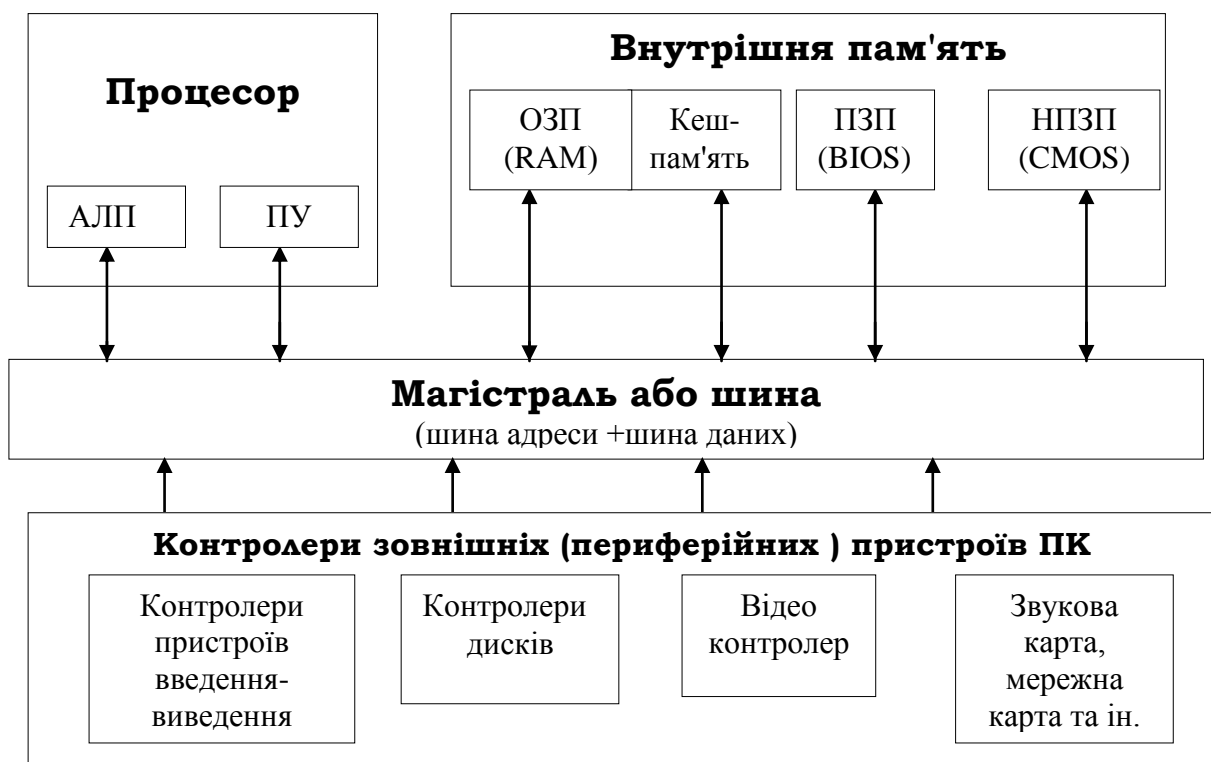 Процесор
АЛП
ПУ
Внутрішня пам'ять
ОЗП
(RAM)
Кеш-
пам'ять
ПЗП
(BIOS)
НПЗП
(CMOS)
Магістраль або шина
(шина адреси +шина даних)
Контролери зовнішніх (периферійних ) пристроїв ПК
Контролери
пристроїв
введення-
виведення
Контролери
дисків
Відео
контролер
Звукова
карта,
мережна
карта та ін.